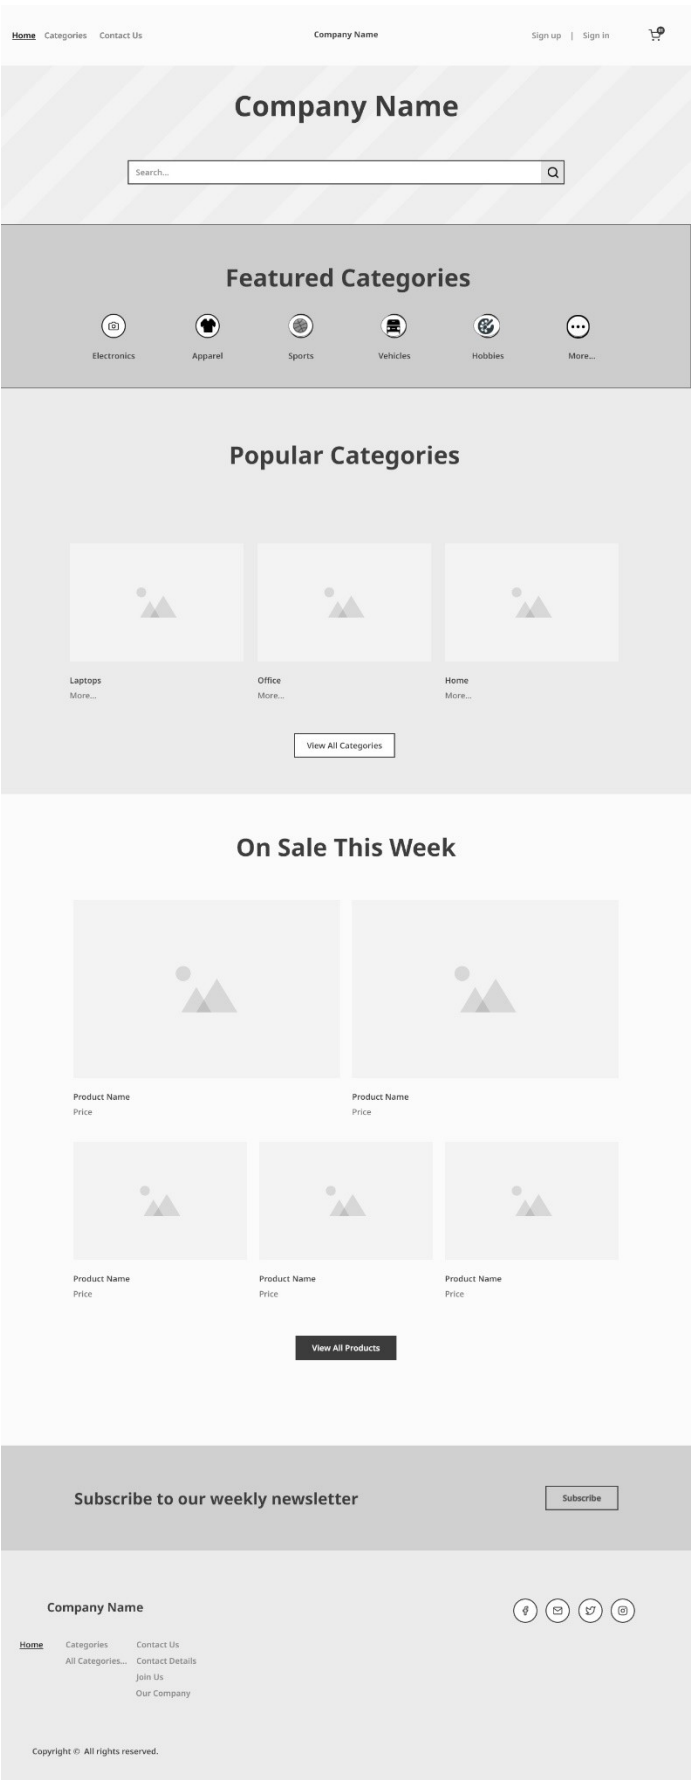 Home Categories Contact Us Company Name Sign up | Sign in
Company Name
Search...
Featured Categories
Electronics Apparel Sports Vehicles Hobbies More...
Popular Categories
Laptops Office Home
More... More... More...
View All Categories
On Sale This Week
Product Name Product Name
Price Price
Product Name Product Name Product Name
Price Price Price
View All Products
Subscribe to our weekly newsletter Subscribe
Company Name
Home Categories Contact Us
All Categories... Contact Details
Join Us
Our Company
Copyright © All rights reserved.